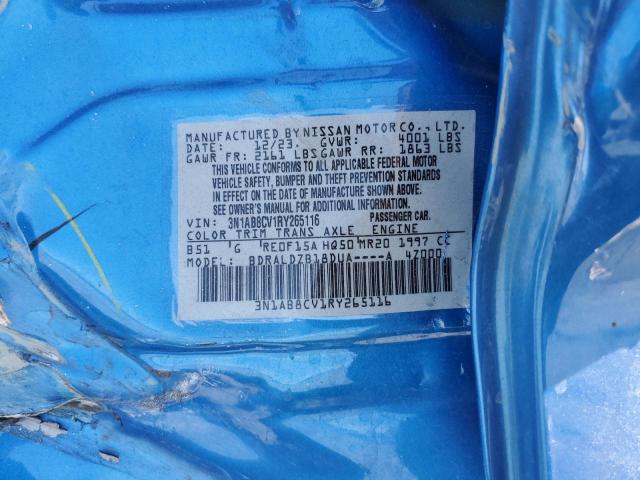 MANUFACTURED BY NISSAN MOTOR CO., LTD.
DATE: 12/23. GVWR: 4001 LBS
GAWR FR: 2161 LBS GAWR RR: 1863 LBS
THIS VEHICLE CONFORMS TO ALL APPLICABLE FEDERAL MOTOR
VEHICLE SAFETY, BUMPER AND THEFT PREVENTION STANDARDS
IN EFFECT ON THE DATE OF MANUFACTURE SHOWN ABOVE.
SEE OWNER'S MANUAL FOR ADDITIONAL INFORMATION.
VIN: 3N1AB8CV1RY265116 PASSENGER CAR.
COLOR TRIM TRANS AXLE ENGINE
B51 G RE0F15A HQ50 MR20 1997 CC
MODEL: BDRALDZB18DUA-----A 4Z000
3N1AB8CV1RY265116